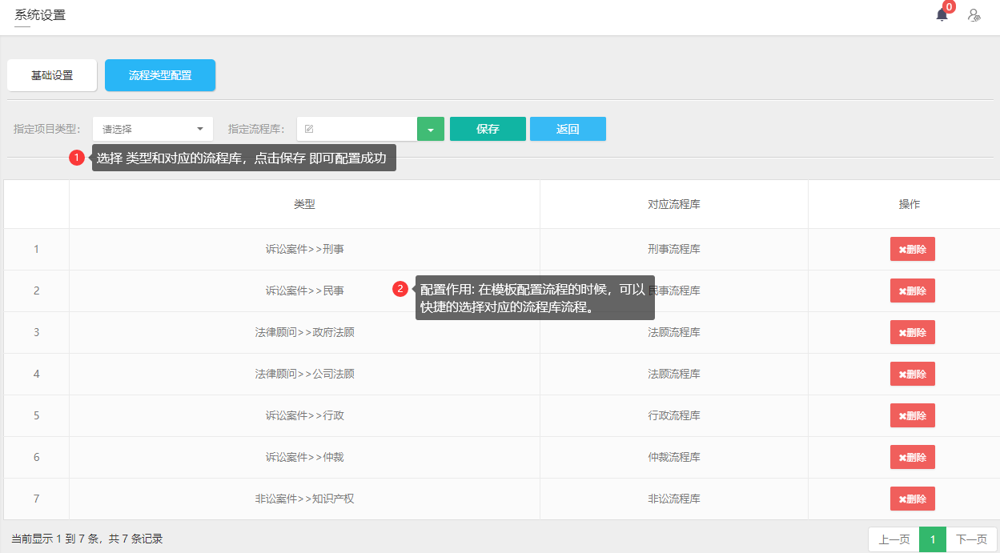 系统设置
0
基础设置
流程类型配置
指定项目类型:
请选择
指定流程库:
保存
返回
1 选择 类型和对应的流程库，点击保存 即可配置成功
类型 对应流程库 操作
1 诉讼案件>>刑事 刑事流程库 删除
2 诉讼案件>>民事 民事流程库 删除
2 配置作用: 在模板配置流程的时候，可以
快捷的选择对应的流程库流程。
3 法律顾问>>政府法顾 法顾流程库 删除
4 法律顾问>>公司法顾 法顾流程库 删除
5 诉讼案件>>行政 行政流程库 删除
6 诉讼案件>>仲裁 仲裁流程库 删除
7 非讼案件>>知识产权 非讼流程库 删除
当前显示 1 到 7 条，共 7 条记录
上一页 1 下一页